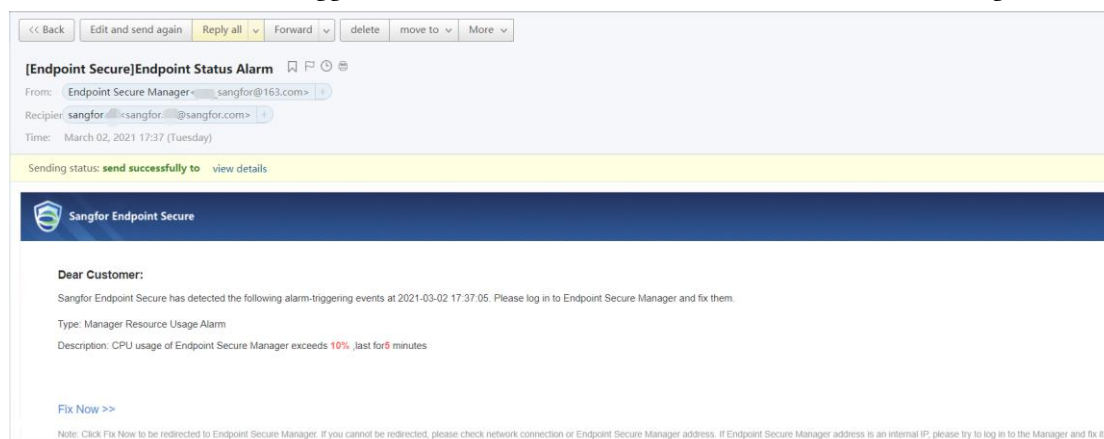 << Back Edit and send again Reply all Forward delete move to More
[Endpoint Secure]Endpoint Status Alarm
From: Endpoint Secure Manager< _sangfor@163.com> +
Recipier sangfor <sangfor. @sangfor.com> +
Time: March 02, 2021 17:37 (Tuesday)
Sending status: send successfully to view details
Sangfor Endpoint Secure
Dear Customer:
Sangfor Endpoint Secure has detected the following alarm-triggering events at 2021-03-02 17:37:05. Please log in to Endpoint Secure Manager and fix them.
Type: Manager Resource Usage Alarm
Description: CPU usage of Endpoint Secure Manager exceeds 10% ,last for5 minutes
Fix Now >>
Note: Click Fix Now to be redirected to Endpoint Secure Manager. If you cannot be redirected, please check network connection or Endpoint Secure Manager address. If Endpoint Secure Manager address is an internal IP, please try to log in to the Manager and fix it